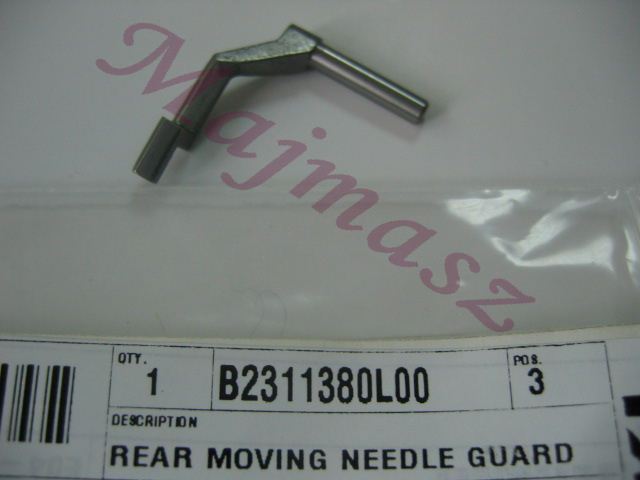 Majmasz
QTY. POS.
1 B2311380L00 3
DESCRIPTION
REAR MOVING NEEDLE GUARD